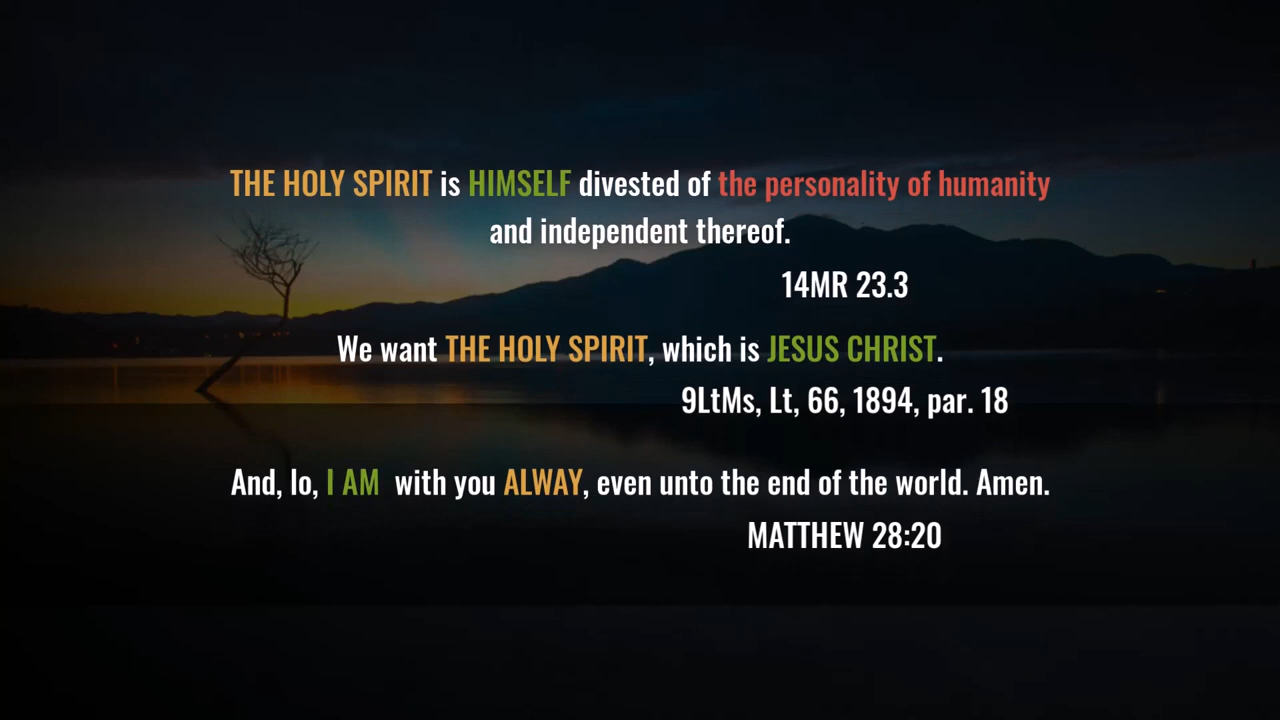 THE HOLY SPIRIT is HIMSELF divested of the personality of humanity
and independent thereof.
14MR 23.3
We want THE HOLY SPIRIT, which is JESUS CHRIST.
9LtMs, Lt, 66, 1894, par. 18
And, lo, I AM with you ALWAY, even unto the end of the world. Amen.
MATTHEW 28:20